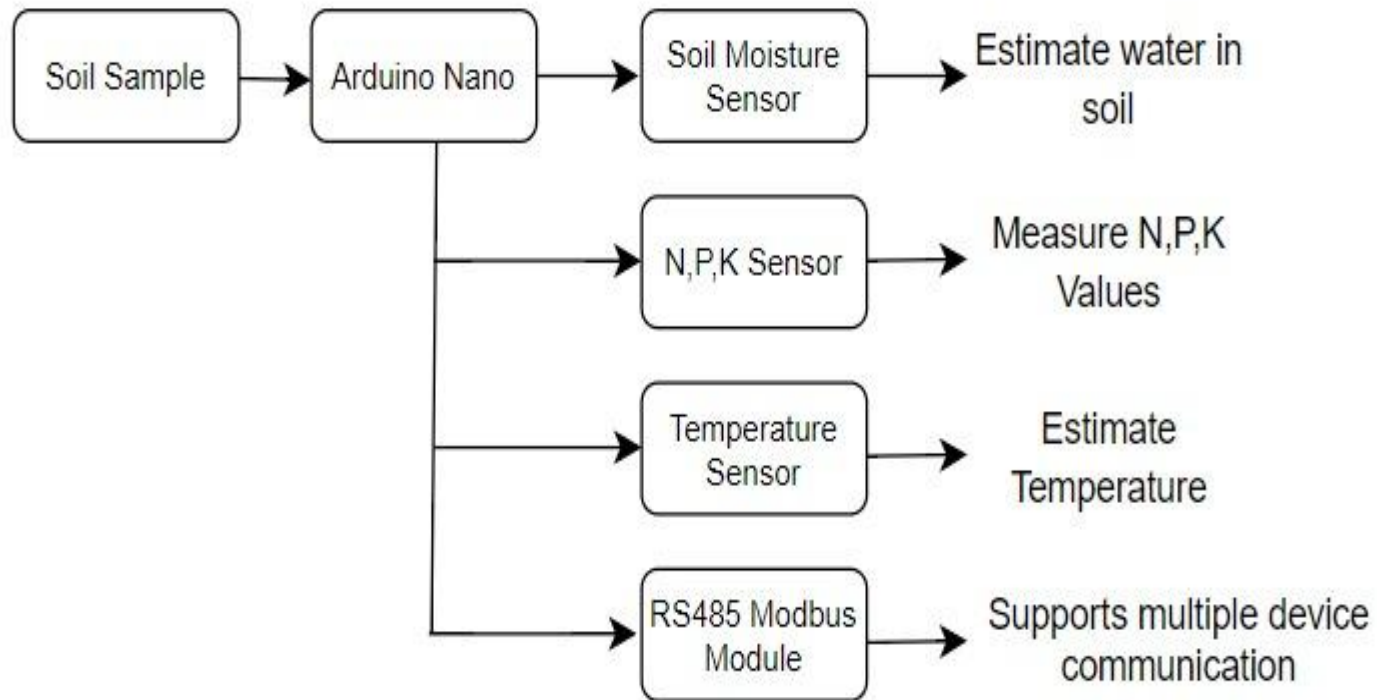 Soil Sample
Arduino Nano
Soil Moisture
Sensor
Estimate water in
soil
N,P,K Sensor
Measure N,P,K
Values
Temperature
Sensor
Estimate
Temperature
RS485 Modbus
Module
Supports multiple device
communication